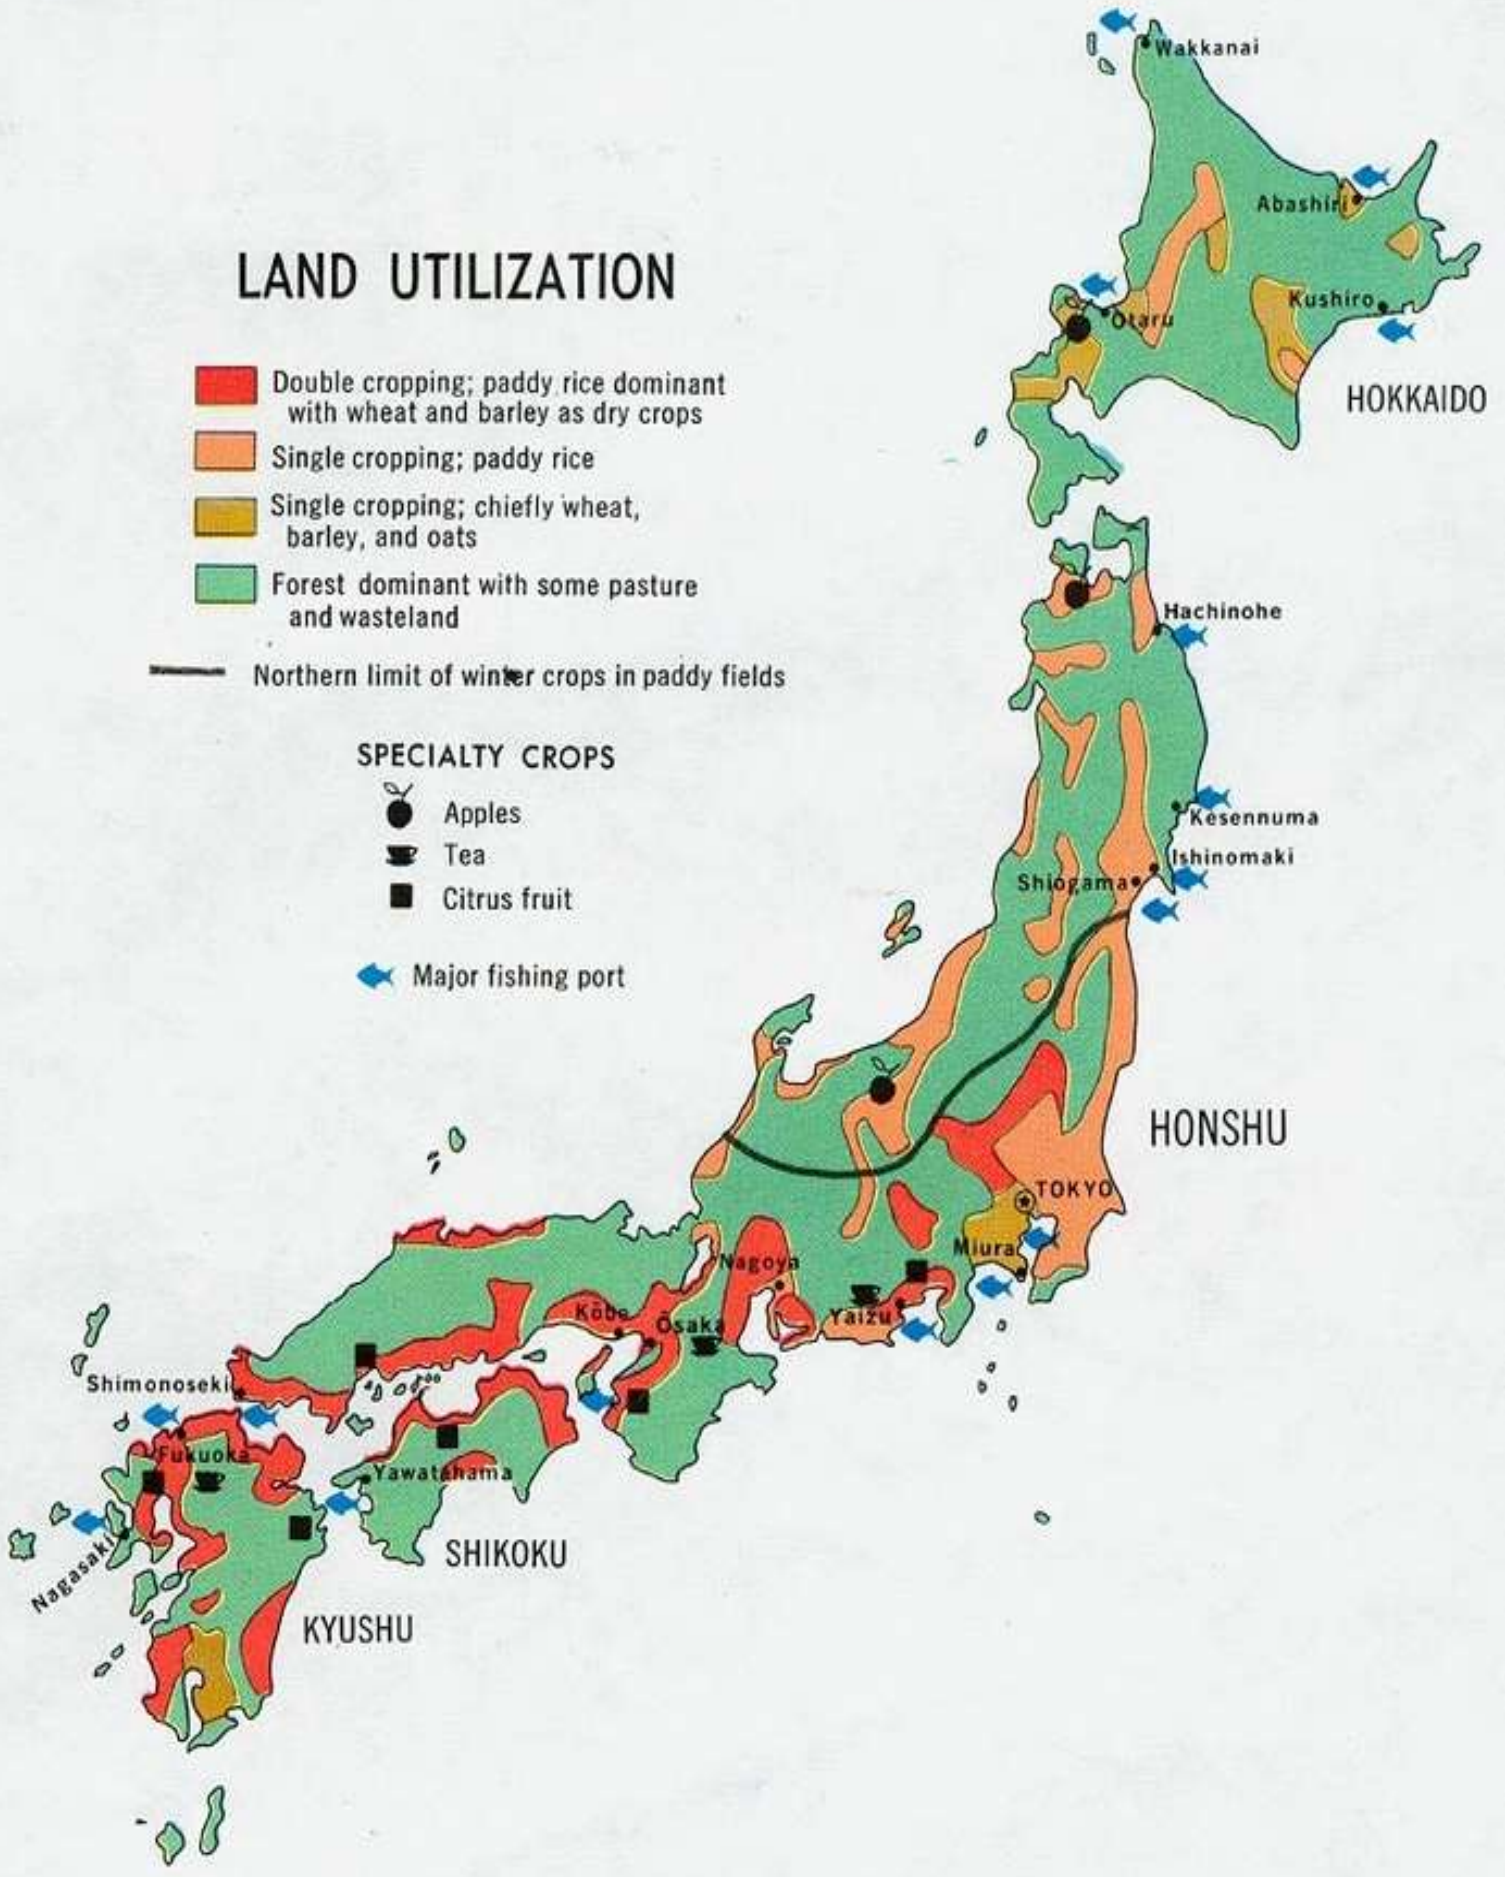 LAND UTILIZATION
Double cropping; paddy rice dominant
with wheat and barley as dry crops
Single cropping; paddy rice
Single cropping; chiefly wheat,
barley, and oats
Forest dominant with some pasture
and wasteland
Northern limit of winter crops in paddy fields
SPECIALTY CROPS
Apples
Tea
Citrus fruit
Major fishing port
Wakkanai
Abashiri
Kushiro
Otaru
HOKKAIDO
Hachinohe
Kesennuma
Ishinomaki
Shiogama
HONSHU
TOKYO
Miura
Nagoya
Yaizu
Kōbe
Ōsaka
Shimonoseki
Fukuoka
Yawatahama
SHIKOKU
Nagasaki
KYUSHU